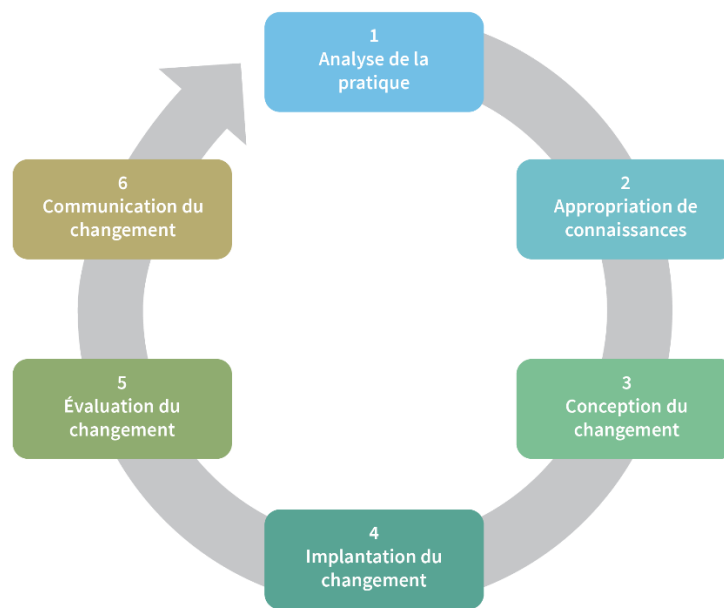 1
Analyse de la
pratique
2
Appropriation de
connaissances
3
Conception du
changement
4
Implantation du
changement
5
Évaluation du
changement
6
Communication du
changement